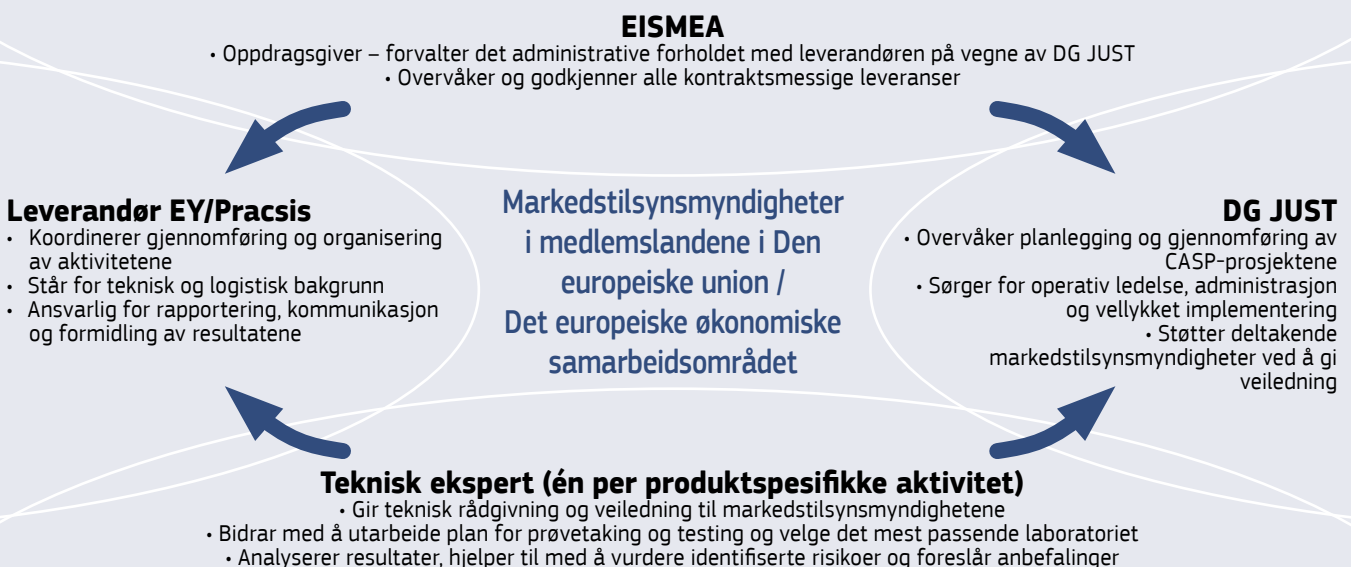 EISMEA
• Oppdragsgiver – forvalter det administrative forholdet med leverandøren på vegne av DG JUST
• Overvåker og godkjenner alle kontraktsmessige leveranser
Leverandør EY/Pracsis
• Koordinerer gjennomføring og organisering
av aktivitetene
• Står for teknisk og logistisk bakgrunn
• Ansvarlig for rapportering, kommunikasjon
og formidling av resultatene
Markedstilsynsmyndigheter
i medlemslandene i Den
europeiske union /
Det europeiske økonomiske
samarbeidsområdet
DG JUST
• Overvåker planlegging og gjennomføring av
CASP-prosjektene
• Sørger for operativ ledelse, administrasjon
og vellykket implementering
• Støtter deltakende
markedstilsynsmyndigheter ved å gi
veiledning
Teknisk ekspert (én per produktspesifikke aktivitet)
• Gir teknisk rådgivning og veiledning til markedstilsynsmyndighetene
• Bidrar med å utarbeide plan for prøvetaking og testing og velge det mest passende laboratoriet
• Analyserer resultater, hjelper til med å vurdere identifiserte risikoer og foreslår anbefalinger